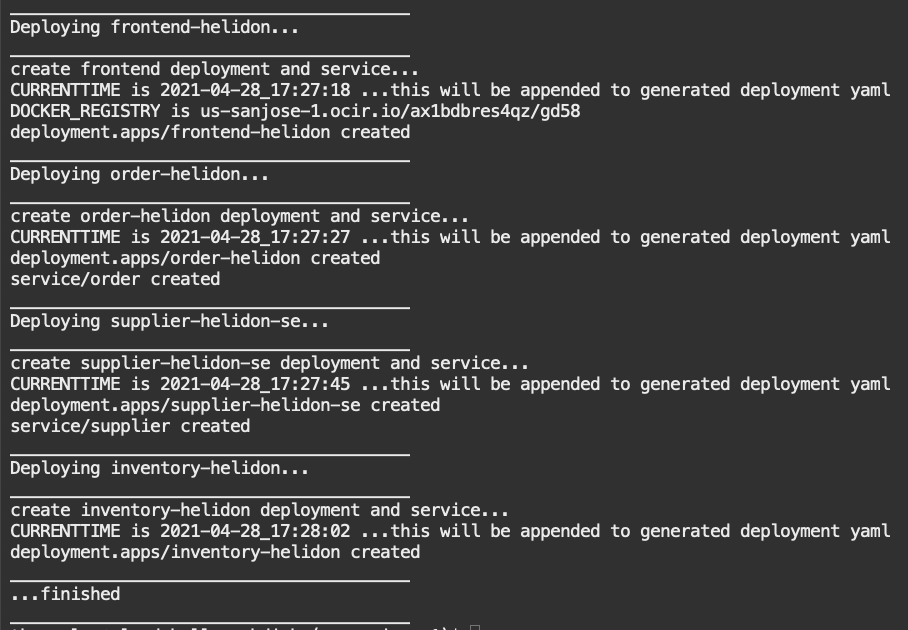 Deploying frontend-helidon...
create frontend deployment and service...
CURRENTTIME is 2021-04-28_17:27:18 ...this will be appended to generated deployment yaml
DOCKER_REGISTRY is us-sanjose-1.ocir.io/ax1bdbres4qz/gd58
deployment.apps/frontend-helidon created
Deploying order-helidon...
create order-helidon deployment and service...
CURRENTTIME is 2021-04-28_17:27:27 ...this will be appended to generated deployment yaml
deployment.apps/order-helidon created
service/order created
Deploying supplier-helidon-se...
create supplier-helidon-se deployment and service...
CURRENTTIME is 2021-04-28_17:27:45 ...this will be appended to generated deployment yaml
deployment.apps/supplier-helidon-se created
service/supplier created
Deploying inventory-helidon...
create inventory-helidon deployment and service...
CURRENTTIME is 2021-04-28_17:28:02 ...this will be appended to generated deployment yaml
deployment.apps/inventory-helidon created
...finished